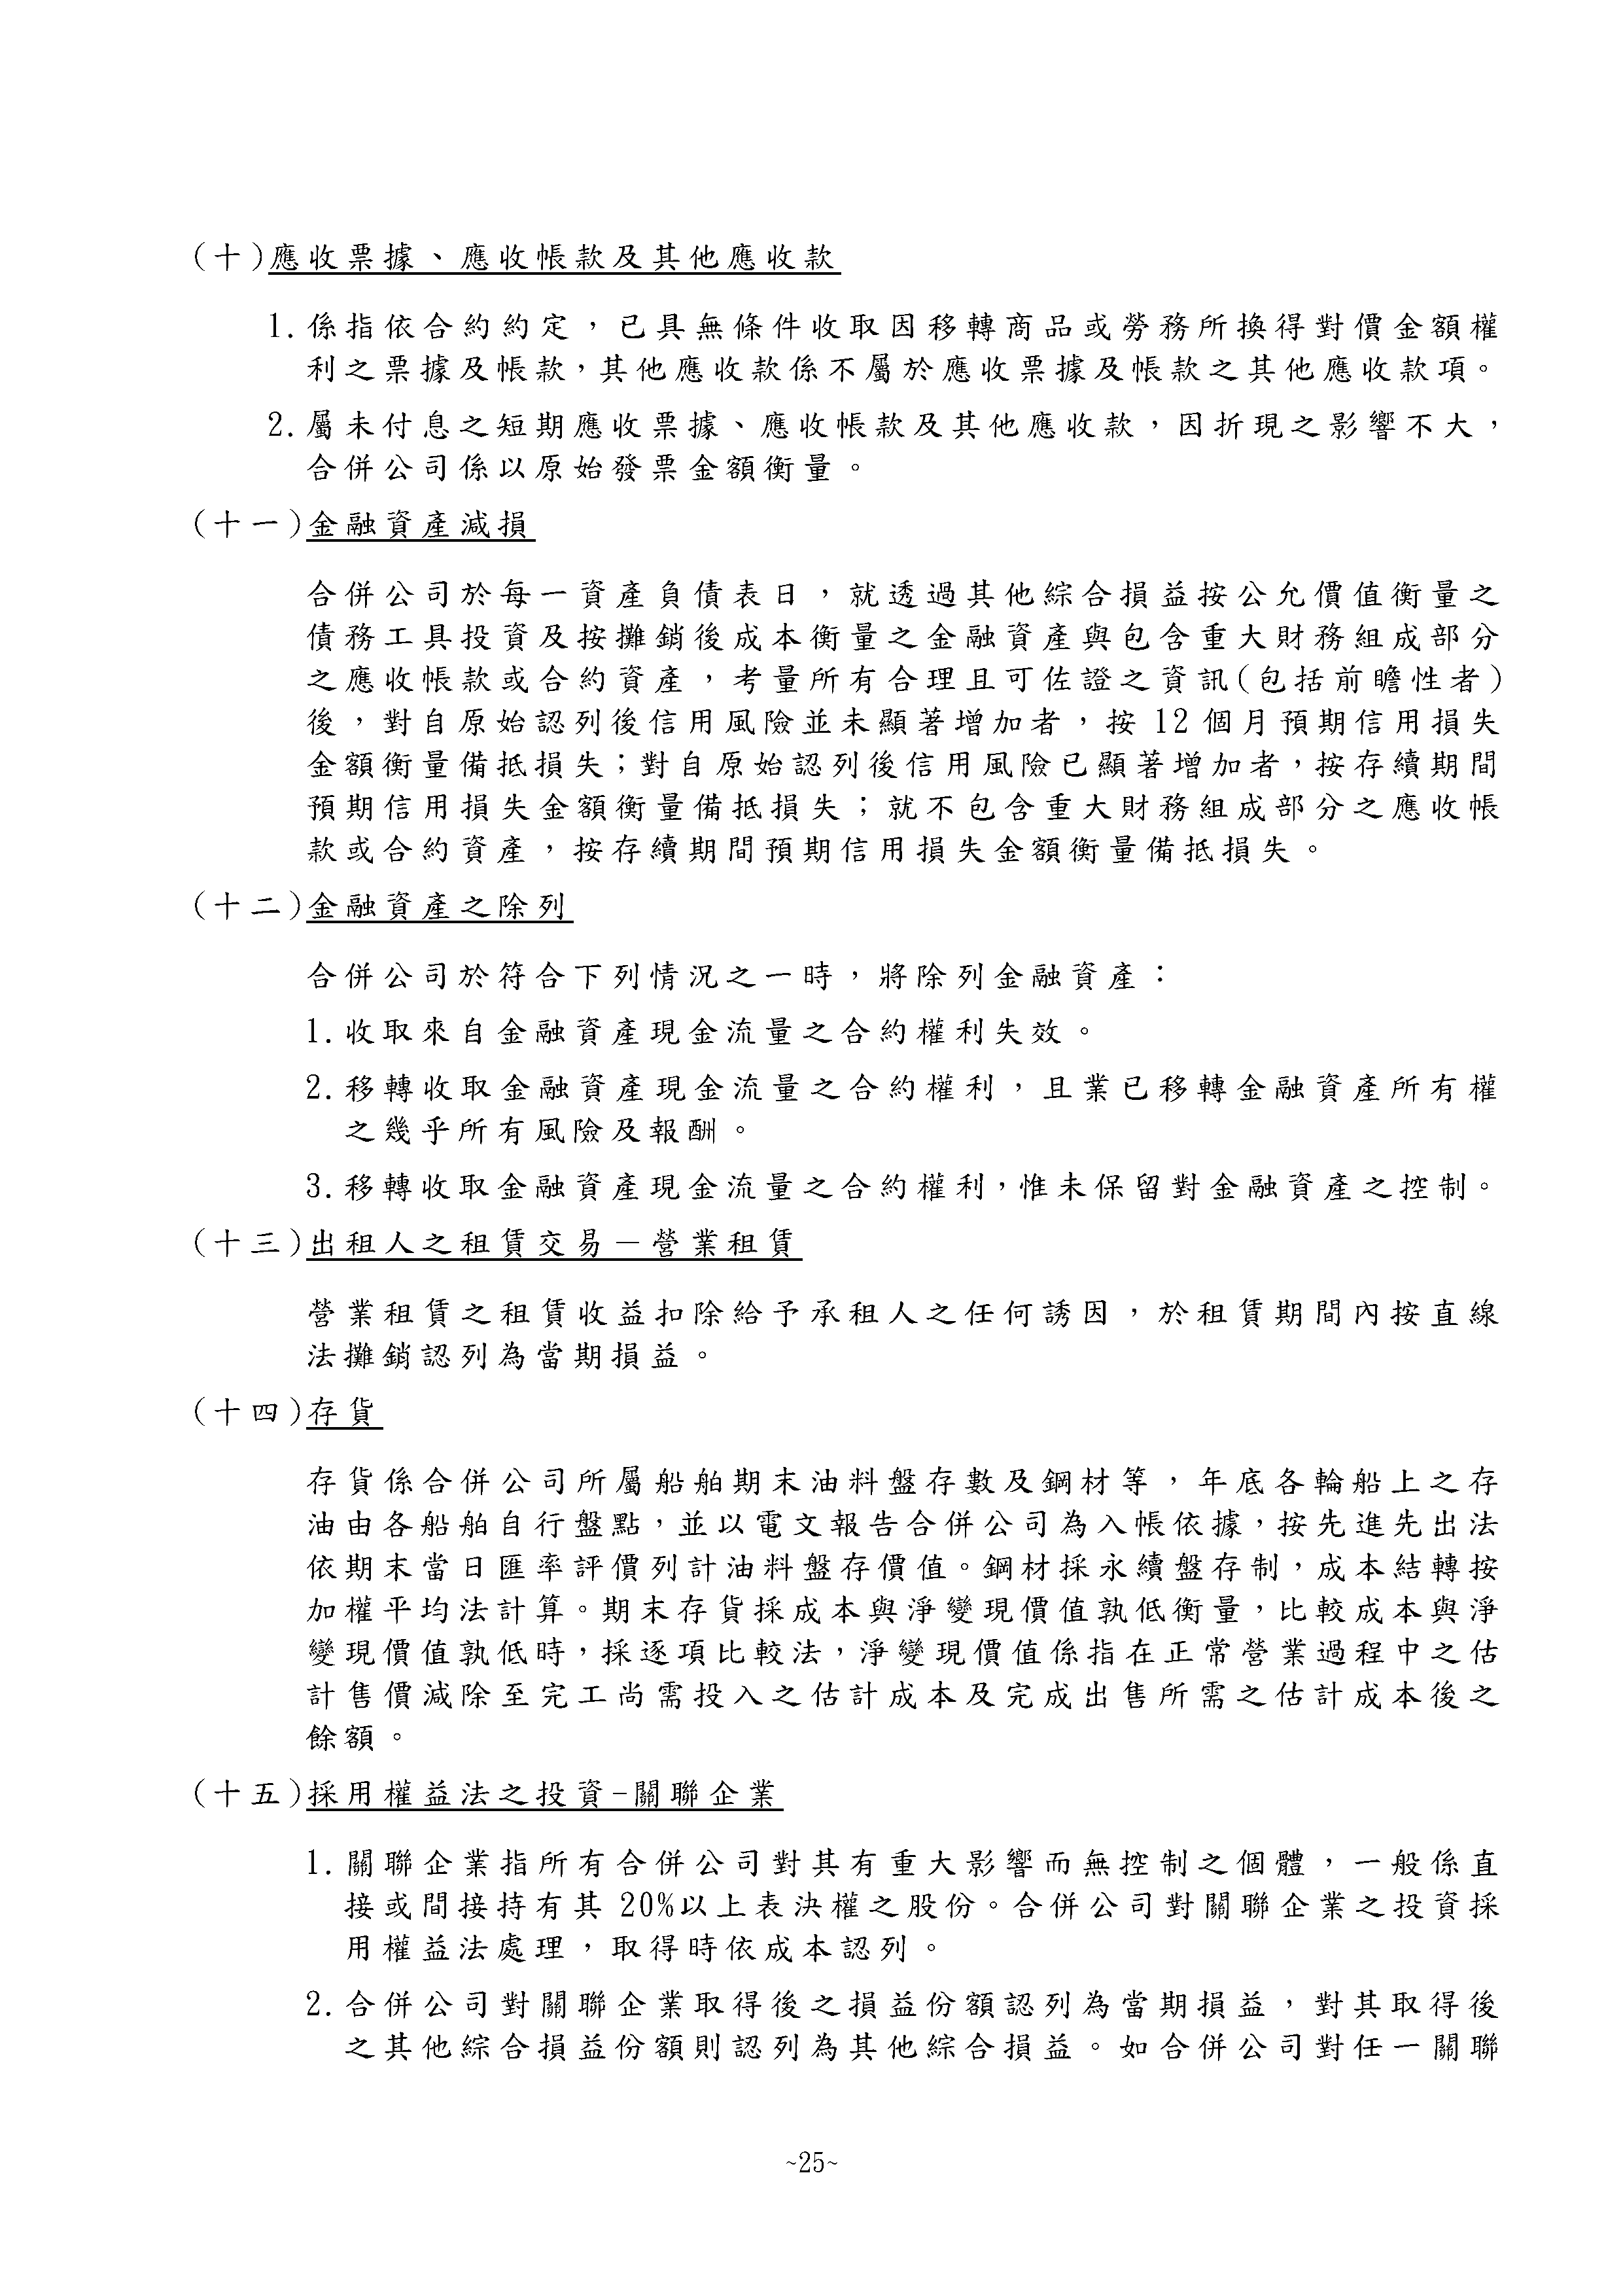 (十)應收票據、應收帳款及其他應收款
1.係指依合約約定，已具無條件收取因移轉商品或勞務所換得對價金額權
利之票據及帳款，其他應收款係不屬於應收票據及帳款之其他應收款項。
2.屬未付息之短期應收票據、應收帳款及其他應收款，因折現之影響不大，
合併公司係以原始發票金額衡量。
(十一)金融資產減損
合併公司於每一資產負債表日，就透過其他綜合損益按公允價值衡量之
債務工具投資及按攤銷後成本衡量之金融資產與包含重大財務組成部分
之應收帳款或合約資產，考量所有合理且可佐證之資訊(包括前瞻性者)
後，對自原始認列後信用風險並未顯著增加者，按 12 個月預期信用損失
金額衡量備抵損失；對自原始認列後信用風險已顯著增加者，按存續期間
預期信用損失金額衡量備抵損失；就不包含重大財務組成部分之應收帳
款或合約資產，按存續期間預期信用損失金額衡量備抵損失。
(十二)金融資產之除列
合併公司於符合下列情況之一時，將除列金融資產：
1.收取來自金融資產現金流量之合約權利失效。
2.移轉收取金融資產現金流量之合約權利，且業已移轉金融資產所有權
之幾乎所有風險及報酬。
3.移轉收取金融資產現金流量之合約權利，惟未保留對金融資產之控制。
(十三)出租人之租賃交易－營業租賃
營業租賃之租賃收益扣除給予承租人之任何誘因，於租賃期間內按直線
法攤銷認列為當期損益。
(十四)存貨
存貨係合併公司所屬船舶期末油料盤存數及鋼材等，年底各輪船上之存
油由各船舶自行盤點，並以電文報告合併公司為入帳依據，按先進先出法
依期末當日匯率評價列計油料盤存價值。鋼材採永續盤存制，成本結轉按
加權平均法計算。期末存貨採成本與淨變現價值孰低衡量，比較成本與淨
變現價值孰低時，採逐項比較法，淨變現價值係指在正常營業過程中之估
計售價減除至完工尚需投入之估計成本及完成出售所需之估計成本後之
餘額。
(十五)採用權益法之投資-關聯企業
1.關聯企業指所有合併公司對其有重大影響而無控制之個體，一般係直
接或間接持有其 20%以上表決權之股份。合併公司對關聯企業之投資採
用權益法處理，取得時依成本認列。
2.合併公司對關聯企業取得後之損益份額認列為當期損益，對其取得後
之其他綜合損益份額則認列為其他綜合損益。如合併公司對任一關聯
~25~